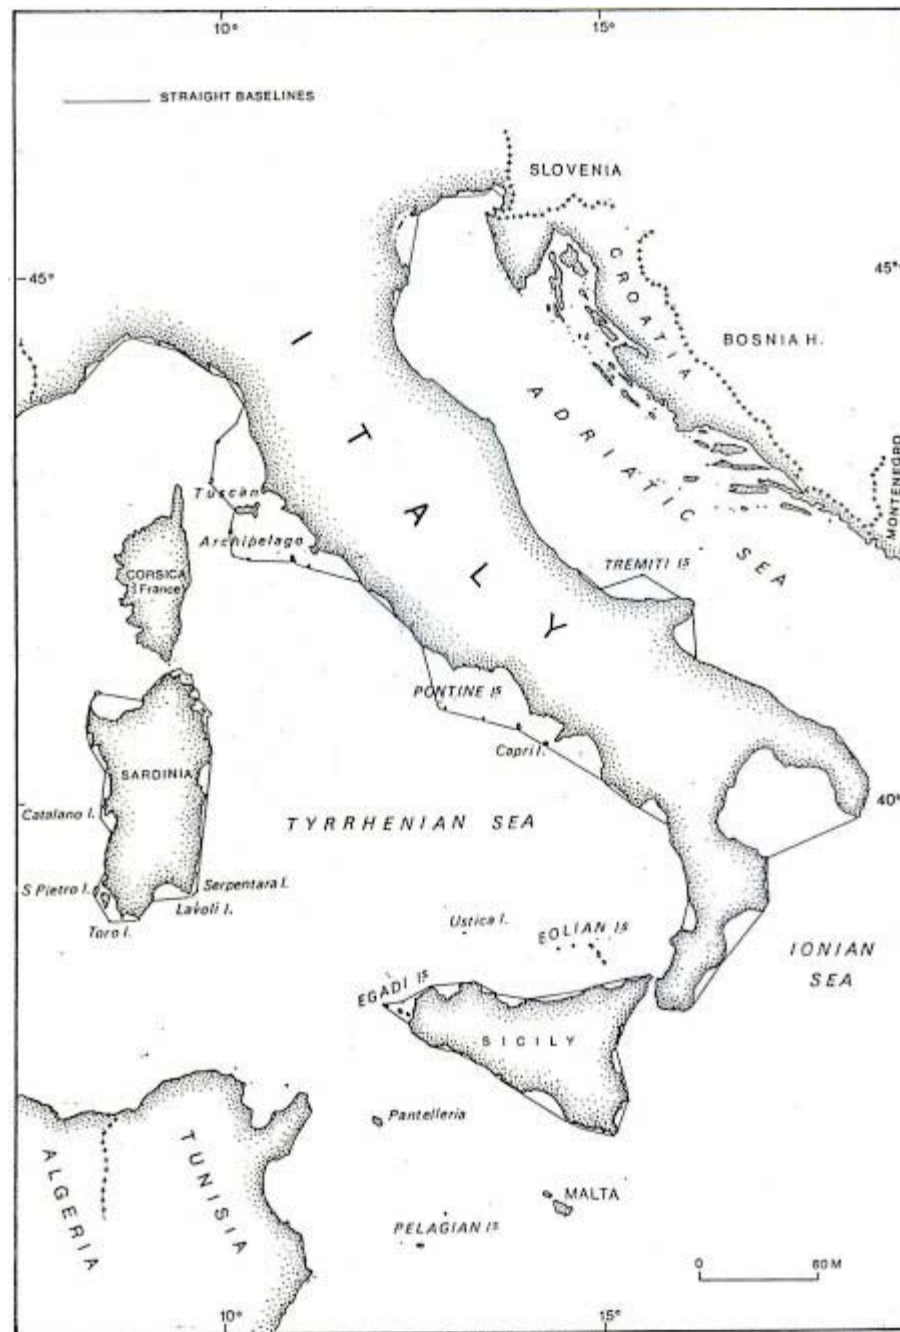 10°
15°
STRAIGHT BASELINES
SLOVENIA
CROATIA
45°
45°
BOSNIA H.
ITALY
ADRIATIC SEA
MONTENEGRO
Tuscan
Archipelago
TREMITI IS
CORSICA
(France)
PONTINE IS
Capri I.
SARDINIA
40°
Catalano I.
TYRRHENIAN SEA
S Pietro I.
Serpentara I.
Lavoli I.
Toro I.
Ustica I.
EOLIAN IS
IONIAN
SEA
EGADI IS
SICILY
Pantelleria
ALGERIA
TUNISIA
MALTA
PELAGIAN IS
0
60 M
10°
15°